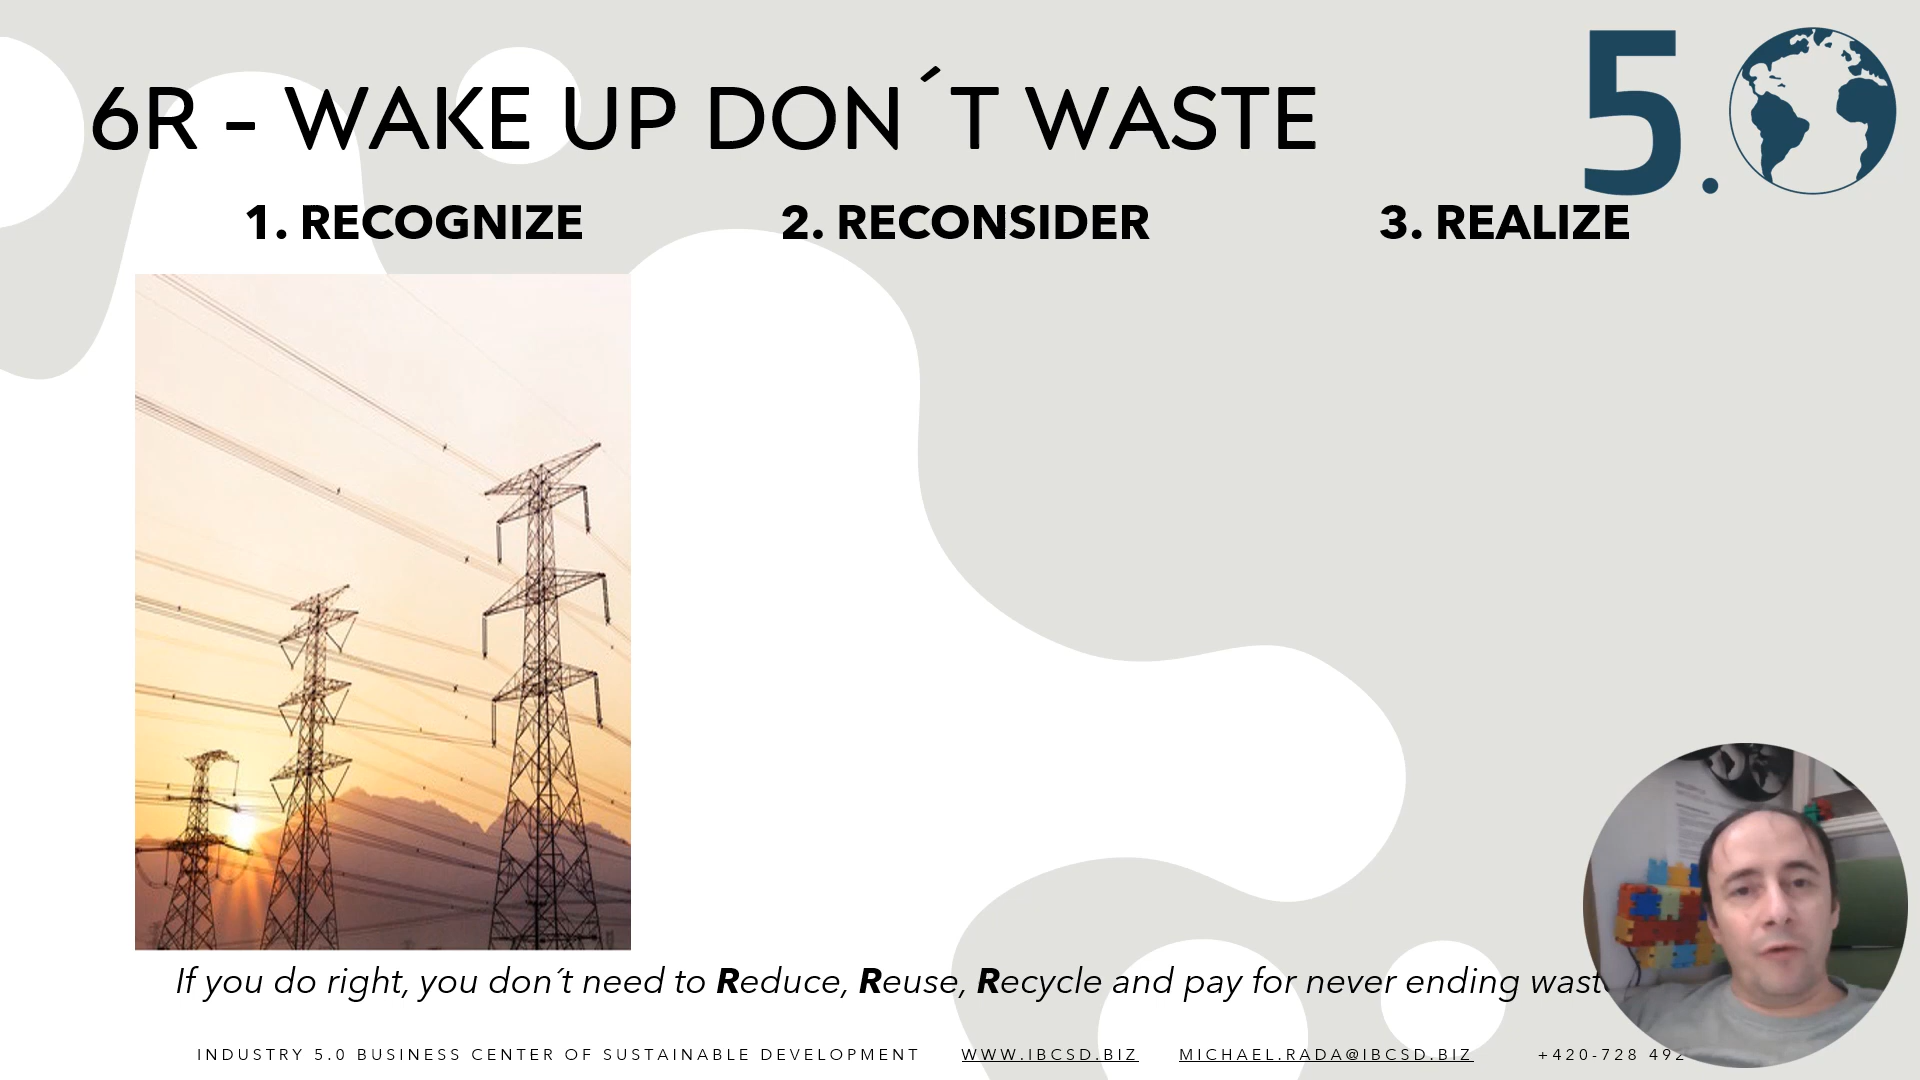 6R - WAKE UP DON´T WASTE
5.
1. RECOGNIZE 2. RECONSIDER 3. REALIZE
If you do right, you don´t need to Reduce, Reuse, Recycle and pay for never ending
INDUSTRY 5.0 BUSINESS CENTER OF SUSTAINABLE DEVELOPMENT WWW.IBCSD.BIZ MICHAEL.RADA@IBCSD.BIZ +420-728 492